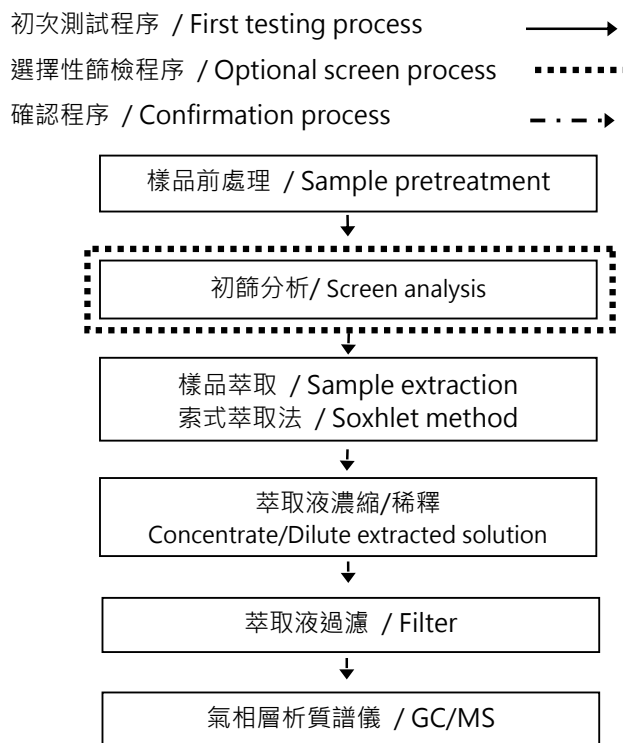 初次測試程序 / First testing process
選擇性篩檢程序 / Optional screen process
確認程序 / Confirmation process
樣品前處理 / Sample pretreatment
初篩分析/ Screen analysis
樣品萃取 / Sample extraction
索式萃取法 / Soxhlet method
萃取液濃縮/稀釋
Concentrate/Dilute extracted solution
萃取液過濾 / Filter
氣相層析質譜儀 / GC/MS